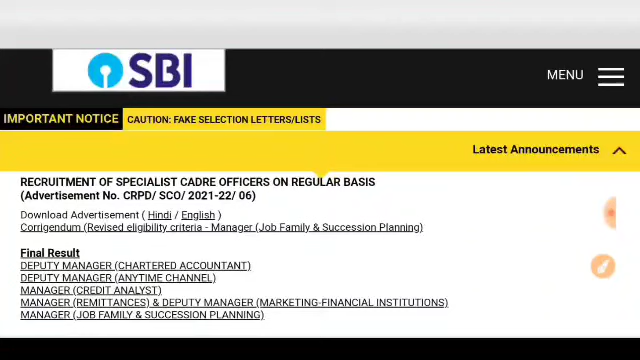 SBI
MENU
IMPORTANT NOTICE CAUTION: FAKE SELECTION LETTERS/LISTS
Latest Announcements
RECRUITMENT OF SPECIALIST CADRE OFFICERS ON REGULAR BASIS
(Advertisement No. CRPD/ SCO/ 2021-22/ 06)
Download Advertisement ( Hindi / English )
Corrigendum (Revised eligibility criteria - Manager (Job Family & Succession Planning)
Final Result
DEPUTY MANAGER (CHARTERED ACCOUNTANT)
DEPUTY MANAGER (ANYTIME CHANNEL)
MANAGER (CREDIT ANALYST)
MANAGER (REMITTANCES) & DEPUTY MANAGER (MARKETING-FINANCIAL INSTITUTIONS)
MANAGER (JOB FAMILY & SUCCESSION PLANNING)